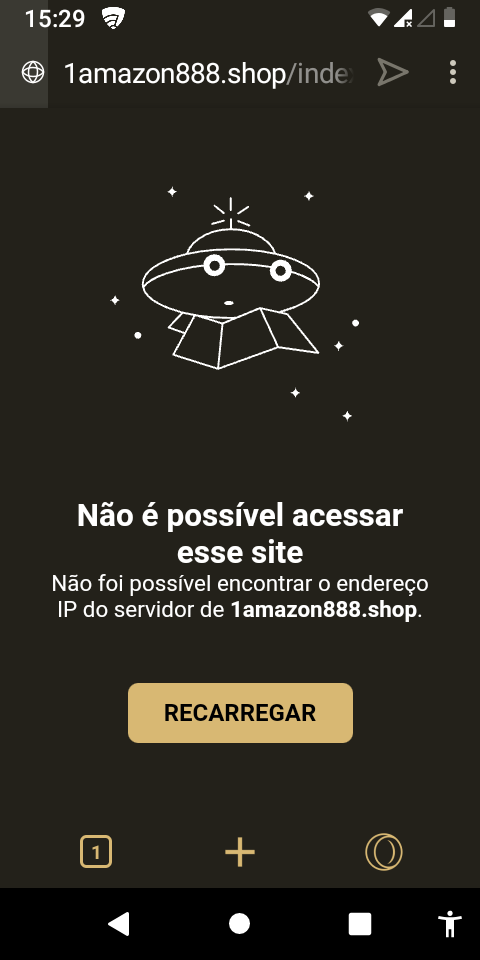 15:29
1amazon888.shop/inde
Não é possível acessar
esse site
Não foi possível encontrar o endereço
IP do servidor de 1amazon888.shop.
RECARREGAR
1